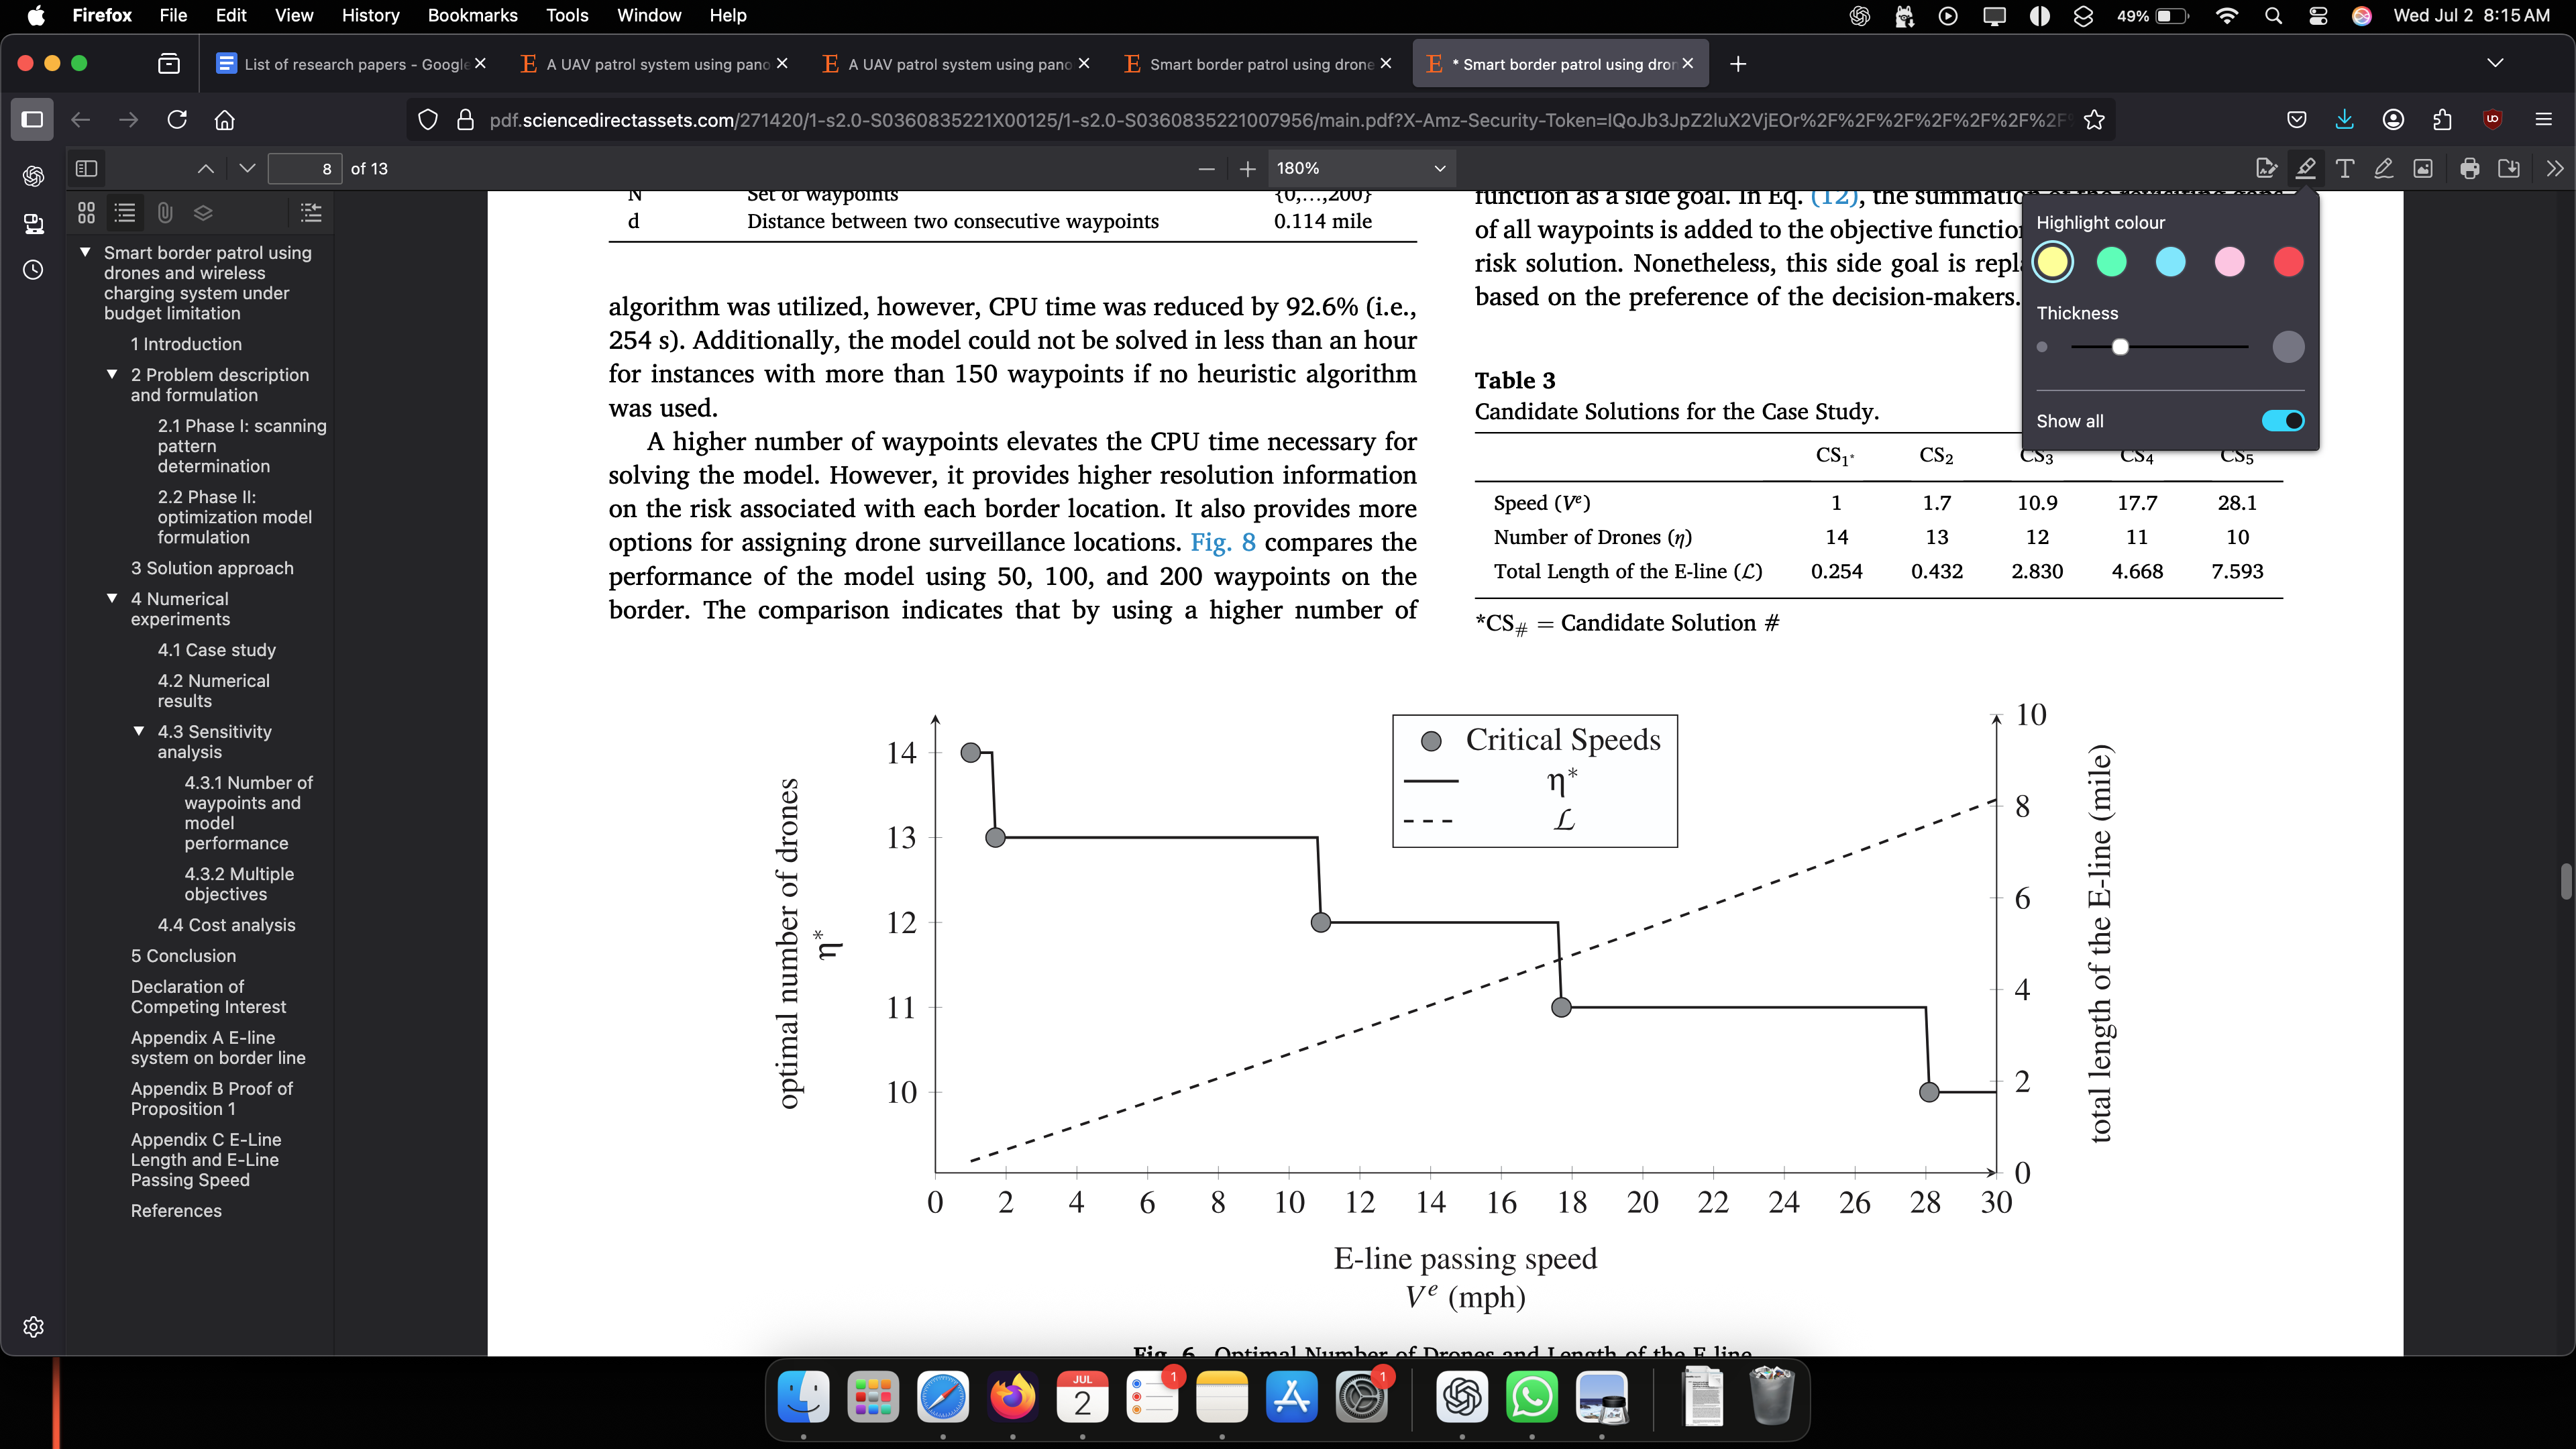 Firefox File Edit View History Bookmarks Tools Window Help 49% Wed Jul 2 8:15 AM
List of research papers - Google
A UAV patrol system using pano
A UAV patrol system using pano
Smart border patrol using drone
* Smart border patrol using dron
pdf.sciencedirectassets.com/271420/1-s2.0-S0360835221X00125/1-s2.0-S0360835221007956/main.pdf?X-Amz-Security-Token=IQoJb3JpZ2luX2VjEOr%2F%2F%2F%2F%2F%2F%2F%2F
8 of 13
180%
Smart border patrol using
drones and wireless
charging system under
budget limitation
1 Introduction
2 Problem description
and formulation
2.1 Phase I: scanning
pattern
determination
2.2 Phase II:
optimization model
formulation
3 Solution approach
4 Numerical
experiments
4.1 Case study
4.2 Numerical
results
4.3 Sensitivity
analysis
4.3.1 Number of
waypoints and
model
performance
4.3.2 Multiple
objectives
4.4 Cost analysis
5 Conclusion
Declaration of
Competing Interest
Appendix A E-line
system on border line
Appendix B Proof of
Proposition 1
Appendix C E-Line
Length and E-Line
Passing Speed
References
N Set of waypoints {0,...,200}
d Distance between two consecutive waypoints 0.114 mile
algorithm was utilized, however, CPU time was reduced by 92.6% (i.e.,
254 s). Additionally, the model could not be solved in less than an hour
for instances with more than 150 waypoints if no heuristic algorithm
was used.
A higher number of waypoints elevates the CPU time necessary for
solving the model. However, it provides higher resolution information
on the risk associated with each border location. It also provides more
options for assigning drone surveillance locations. Fig. 8 compares the
performance of the model using 50, 100, and 200 waypoints on the
border. The comparison indicates that by using a higher number of
function as a side goal. In Eq. (12), the summation of the
of all waypoints is added to the objective function
risk solution. Nonetheless, this side goal is repl
based on the preference of the decision-makers.
Highlight colour
Thickness
Show all
Table 3
Candidate Solutions for the Case Study.
CS₁* CS₂ CS₃ CS₄ CS₅
Speed (Vᵉ) 1 1.7 10.9 17.7 28.1
Number of Drones (η) 14 13 12 11 10
Total Length of the E-line (ℒ) 0.254 0.432 2.830 4.668 7.593
*CS# = Candidate Solution #
optimal number of drones
η*
14
13
12
11
10
Critical Speeds
η*
ℒ
10
8
6
4
2
0
total length of the E-line (mile)
0 2 4 6 8 10 12 14 16 18 20 22 24 26 28 30
E-line passing speed
Vᵉ (mph)
Fig. 6. Optimal Number of Drones and Length of the E-line
JUL
2
1
1